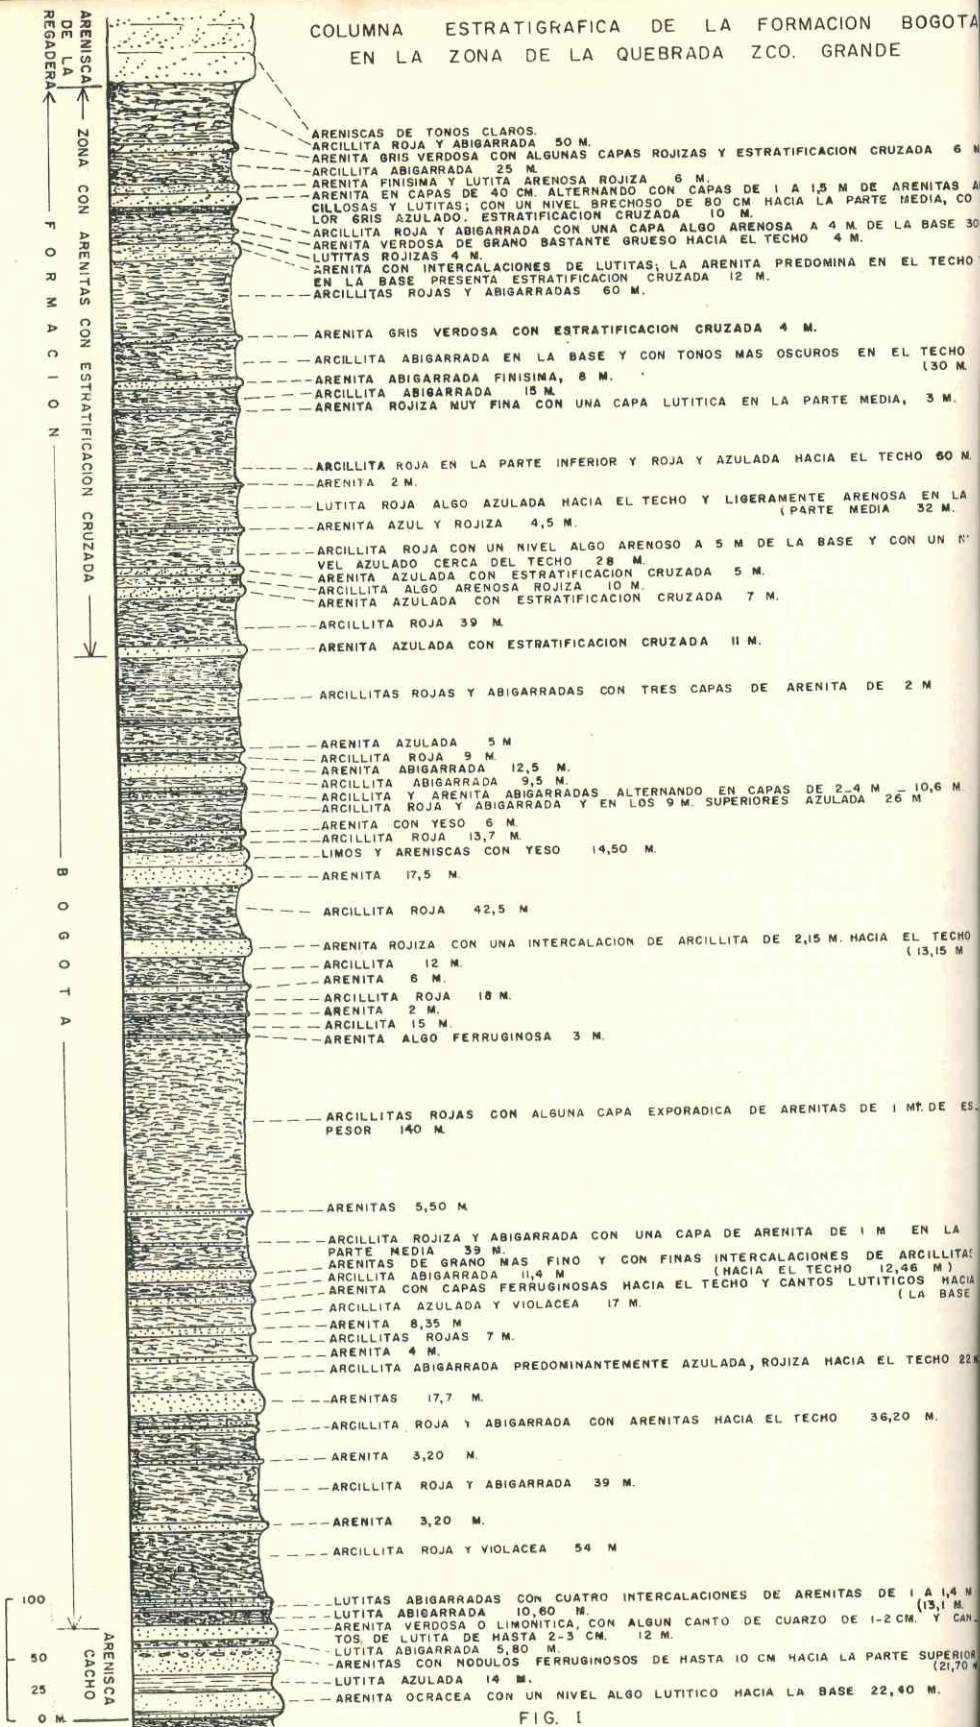 COLUMNA ESTRATIGRAFICA DE LA FORMACION BOGOTA
EN LA ZONA DE LA QUEBRADA ZCO. GRANDE
ARENISCA
DE LA
REGADERA
ZONA CON ARENITAS CON ESTRATIFICACION CRUZADA
FORMACION BOGOTA
ARENISCAS DE TONOS CLAROS.
ARCILLITA ROJA Y ABIGARRADA 50 M.
ARENITA GRIS VERDOSA CON ALGUNAS CAPAS ROJIZAS Y ESTRATIFICACION CRUZADA 6 M
ARCILLITA ABIGARRADA 25 M.
ARENITA FINISIMA Y LUTITA ARENOSA ROJIZA 6 M.
ARENITA EN CAPAS DE 40 CM. ALTERNANDO CON CAPAS DE 1 A 1,5 M DE ARENITAS A
CILLOSAS Y LUTITAS; CON UN NIVEL BRECHOSO DE 80 CM HACIA LA PARTE MEDIA, CO
LOR GRIS AZULADO. ESTRATIFICACION CRUZADA 10 M.
ARCILLITA ROJA Y ABIGARRADA CON UNA CAPA ALGO ARENOSA A 4 M. DE LA BASE 30
ARENITA VERDOSA DE GRANO BASTANTE GRUESO HACIA EL TECHO 4 M.
LUTITAS ROJIZAS 4 M.
ARENITA CON INTERCALACIONES DE LUTITAS; LA ARENITA PREDOMINA EN EL TECHO
EN LA BASE PRESENTA ESTRATIFICACION CRUZADA 12 M.
ARCILLITAS ROJAS Y ABIGARRADAS 60 M.
ARENITA GRIS VERDOSA CON ESTRATIFICACION CRUZADA 4 M.
ARCILLITA ABIGARRADA EN LA BASE Y CON TONOS MAS OSCUROS EN EL TECHO
(30 M.
ARENITA ABIGARRADA FINISIMA, 8 M.
ARCILLITA ABIGARRADA 15 M.
ARENITA ROJIZA MUY FINA CON UNA CAPA LUTITICA EN LA PARTE MEDIA, 3 M.
ARCILLITA ROJA EN LA PARTE INFERIOR Y ROJA Y AZULADA HACIA EL TECHO 60 M.
ARENITA 2 M.
LUTITA ROJA ALGO AZULADA HACIA EL TECHO Y LIGERAMENTE ARENOSA EN LA
(PARTE MEDIA 32 M.
ARENITA AZUL Y ROJIZA 4,5 M.
ARCILLITA ROJA CON UN NIVEL ALGO ARENOSO A 5 M DE LA BASE Y CON UN N
VEL AZULADO CERCA DEL TECHO 28 M.
ARENITA AZULADA CON ESTRATIFICACION CRUZADA 5 M.
ARCILLITA ALGO ARENOSA ROJIZA 10 M.
ARENITA AZULADA CON ESTRATIFICACION CRUZADA 7 M.
ARCILLITA ROJA 39 M
ARENITA AZULADA CON ESTRATIFICACION CRUZADA 11 M.
ARCILLITAS ROJAS Y ABIGARRADAS CON TRES CAPAS DE ARENITA DE 2 M
ARENITA AZULADA 5 M
ARCILLITA ROJA 9 M.
ARENITA ABIGARRADA 12,5 M.
ARCILLITA ABIGARRADA 9,5 M.
ARCILLITA Y ARENITA ABIGARRADAS ALTERNANDO EN CAPAS DE 2-4 M - 10,6 M.
ARCILLITA ROJA Y ABIGARRADA Y EN LOS 9 M. SUPERIORES AZULADA 26 M
ARENITA CON YESO 6 M.
ARCILLITA ROJA 13,7 M.
LIMOS Y ARENISCAS CON YESO 14,50 M.
ARENITA 17,5 M.
ARCILLITA ROJA 42,5 M
ARENITA ROJIZA CON UNA INTERCALACION DE ARCILLITA DE 2,15 M. HACIA EL TECHO
(13,15 M
ARCILLITA 12 M.
ARENITA 6 M.
ARCILLITA ROJA 18 M.
ARENITA 2 M.
ARCILLITA 15 M.
ARENITA ALGO FERRUGINOSA 3 M.
ARCILLITAS ROJAS CON ALGUNA CAPA EXPORADICA DE ARENITAS DE 1 Mt. DE ES-
PESOR 140 M.
ARENITAS 5,50 M
ARCILLITA ROJIZA Y ABIGARRADA CON UNA CAPA DE ARENITA DE 1 M EN LA
PARTE MEDIA 39 M.
ARENITAS DE GRANO MAS FINO Y CON FINAS INTERCALACIONES DE ARCILLITAS
(HACIA EL TECHO 12,46 M)
ARCILLITA ABIGARRADA 11,4 M
ARENITA CON CAPAS FERRUGINOSAS HACIA EL TECHO Y CANTOS LUTITICOS HACIA
(LA BASE
ARCILLITA AZULADA Y VIOLACEA 17 M.
ARENITA 8,35 M
ARCILLITAS ROJAS 7 M.
ARENITA 4 M.
ARCILLITA ABIGARRADA PREDOMINANTEMENTE AZULADA, ROJIZA HACIA EL TECHO 22 M
ARENITAS 17,7 M.
ARCILLITA ROJA Y ABIGARRADA CON ARENITAS HACIA EL TECHO 36,20 M.
ARENITA 3,20 M.
ARCILLITA ROJA Y ABIGARRADA 39 M.
ARENITA 3,20 M.
ARCILLITA ROJA Y VIOLACEA 54 M
LUTITAS ABIGARRADAS CON CUATRO INTERCALACIONES DE ARENITAS DE 1 A 1,4 M
(13,1 M.
LUTITA ABIGARRADA 10,60 M.
ARENITA VERDOSA O LIMONITICA, CON ALGUN CANTO DE CUARZO DE 1-2 CM. Y CAN-
TOS DE LUTITA DE HASTA 2-3 CM. 12 M.
LUTITA ABIGARRADA 5,80 M.
ARENITAS CON NODULOS FERRUGINOSOS DE HASTA 10 CM HACIA LA PARTE SUPERIOR
(21,70 M
LUTITA AZULADA 14 M.
ARENITA OCRACEA CON UN NIVEL ALGO LUTITICO HACIA LA BASE 22,40 M.
ARENISCA
CACHO
100
50
25
0 M.
FIG. 1